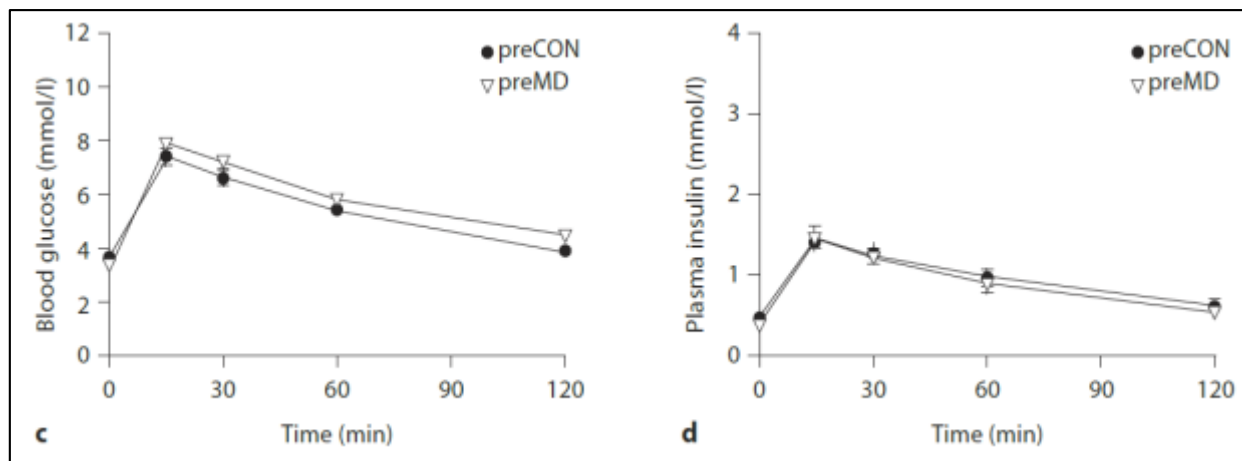 12
10
8
6
4
2
0
Blood glucose (mmol/l)
preCON
preMD
0 30 60 90 120
c
Time (min)
4
3
2
1
0
Plasma insulin (mmol/l)
preCON
preMD
0 30 60 90 120
d
Time (min)